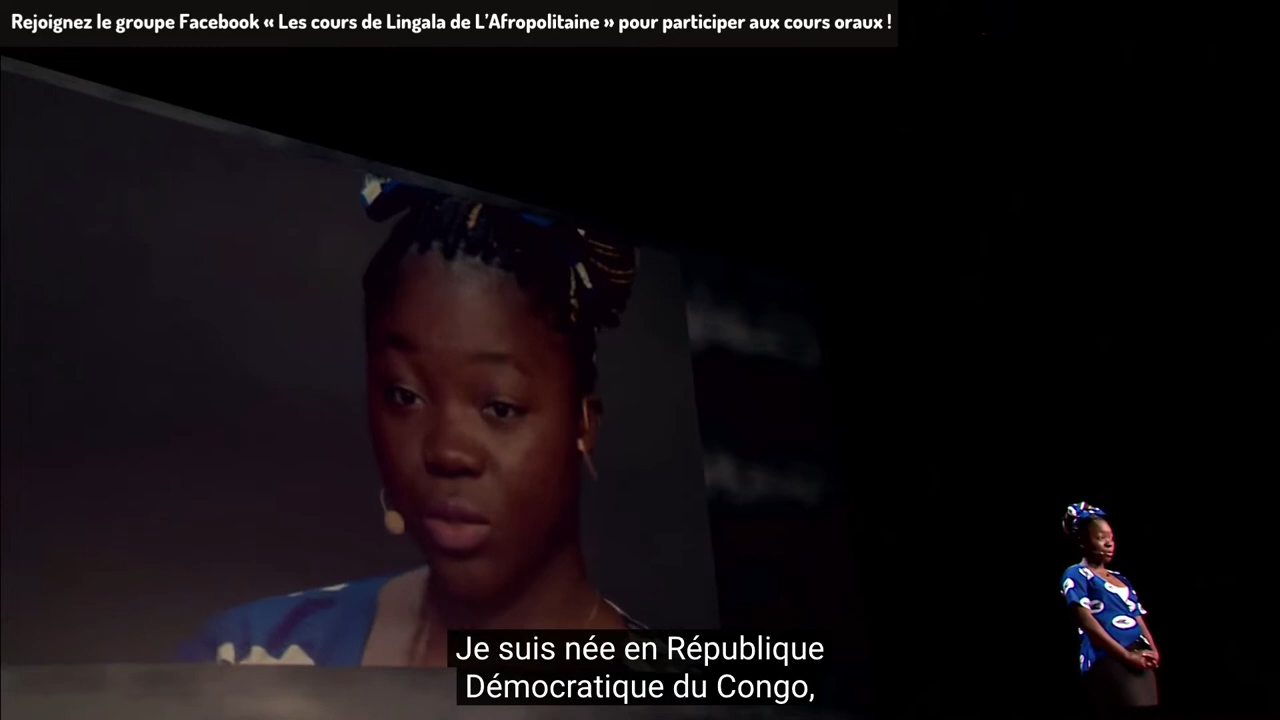 Rejoignez le groupe Facebook « Les cours de Lingala de L’Afropolitaine » pour participer aux cours oraux !
Je suis née en République
Démocratique du Congo,